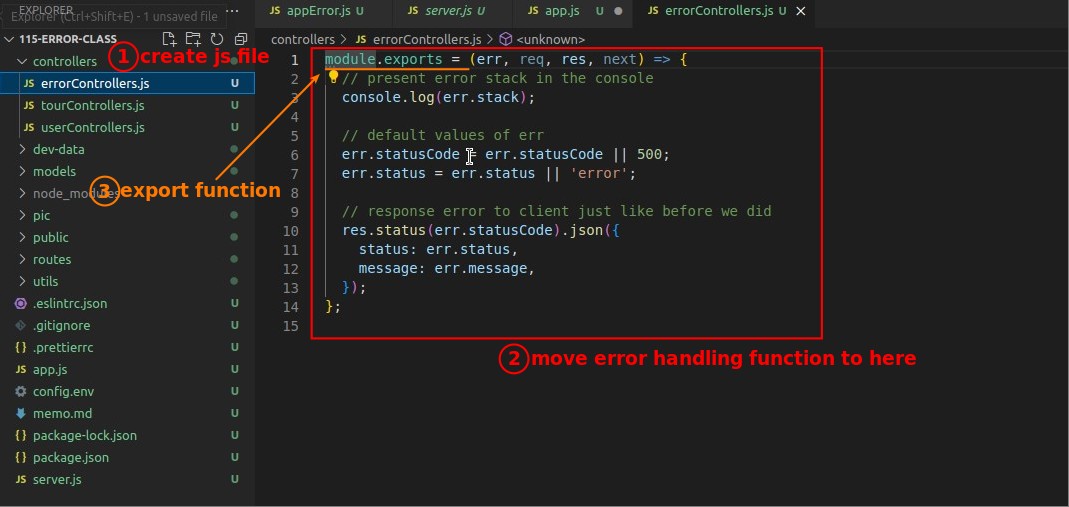 EXPLORER ...
Explorer (Ctrl+Shift+E) - 1 unsaved file
JS appError.js U
JS server.js U
JS app.js U
JS errorControllers.js U
115-ERROR-CLASS
controllers
JS errorControllers.js U
JS tourControllers.js U
JS userControllers.js U
dev-data
models
node_modules
pic
public
routes
utils
.eslintrc.json U
.gitignore U
{} .prettierrc U
JS app.js U
config.env U
memo.md U
{} package-lock.json U
{} package.json U
JS server.js U
1 create js file
3 export function
controllers > JS errorControllers.js > <unknown>
1 module.exports = (err, req, res, next) => {
2 // present error stack in the console
3 console.log(err.stack);
4
5 // default values of err
6 err.statusCode = err.statusCode || 500;
7 err.status = err.status || 'error';
8
9 // response error to client just like before we did
10 res.status(err.statusCode).json({
11 status: err.status,
12 message: err.message,
13 });
14 };
15
2 move error handling function to here